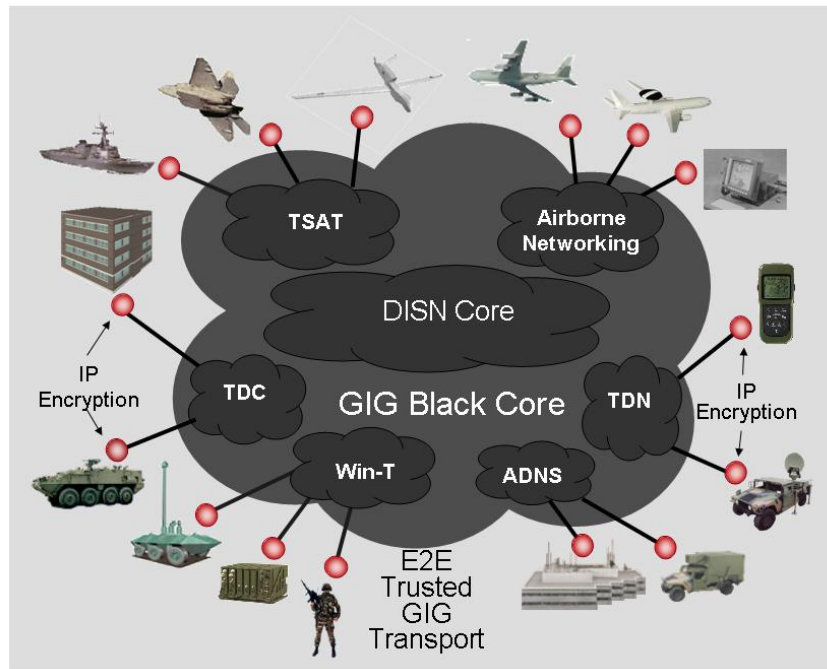 TSAT
Airborne
Networking
DISN Core
IP
Encryption
TDC
GIG Black Core
TDN
IP
Encryption
Win-T
ADNS
E2E
Trusted
GIG
Transport